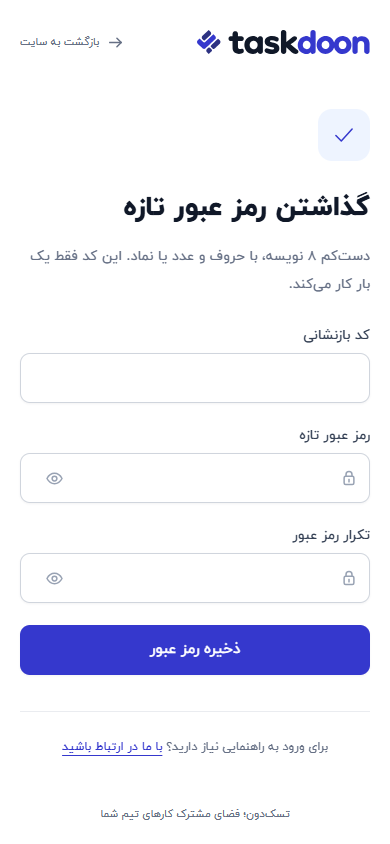 taskdoon
بازگشت به سایت
گذاشتن رمز عبور تازه
دست‌کم ۸ نویسه، با حروف و عدد یا نماد. این کد فقط یک
بار کار می‌کند.
کد بازنشانی
رمز عبور تازه
تکرار رمز عبور
ذخیره رمز عبور
برای ورود به راهنمایی نیاز دارید؟ با ما در ارتباط باشید
تسک‌دون؛ فضای مشترک کارهای تیم شما